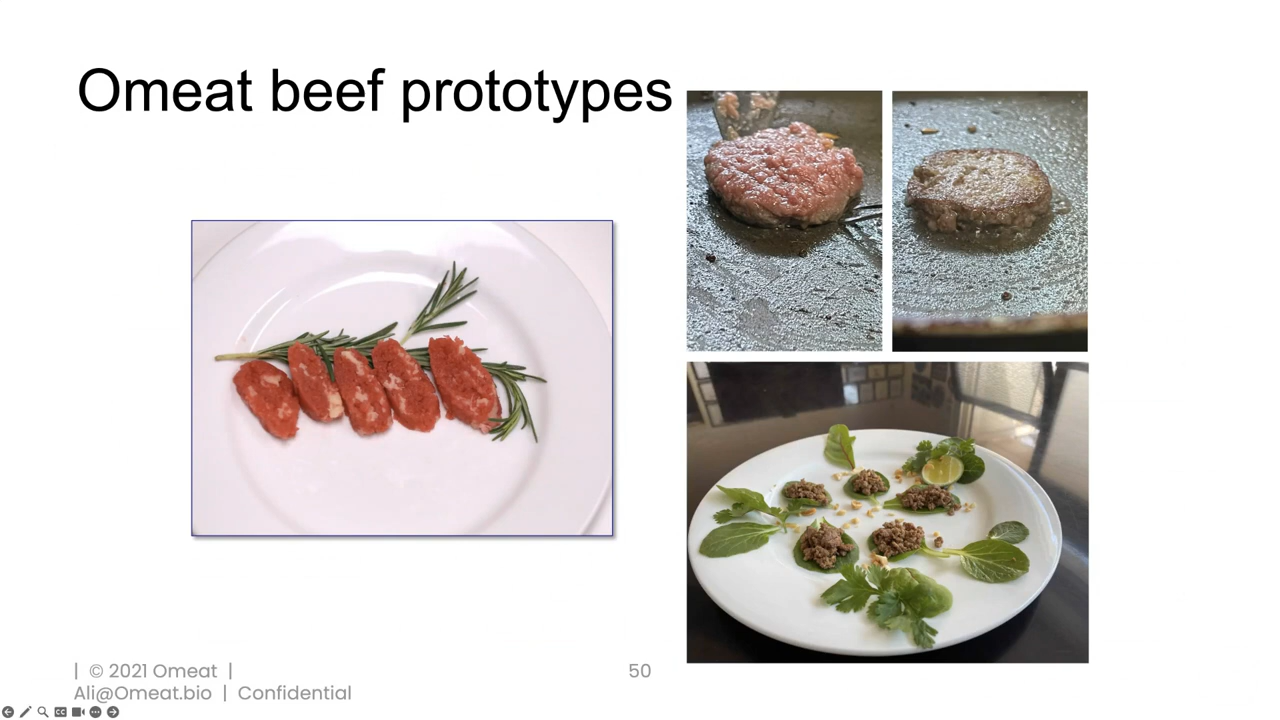 Omeat beef prototypes
| © 2021 Omeat |
Ali@Omeat.bio | Confidential
50